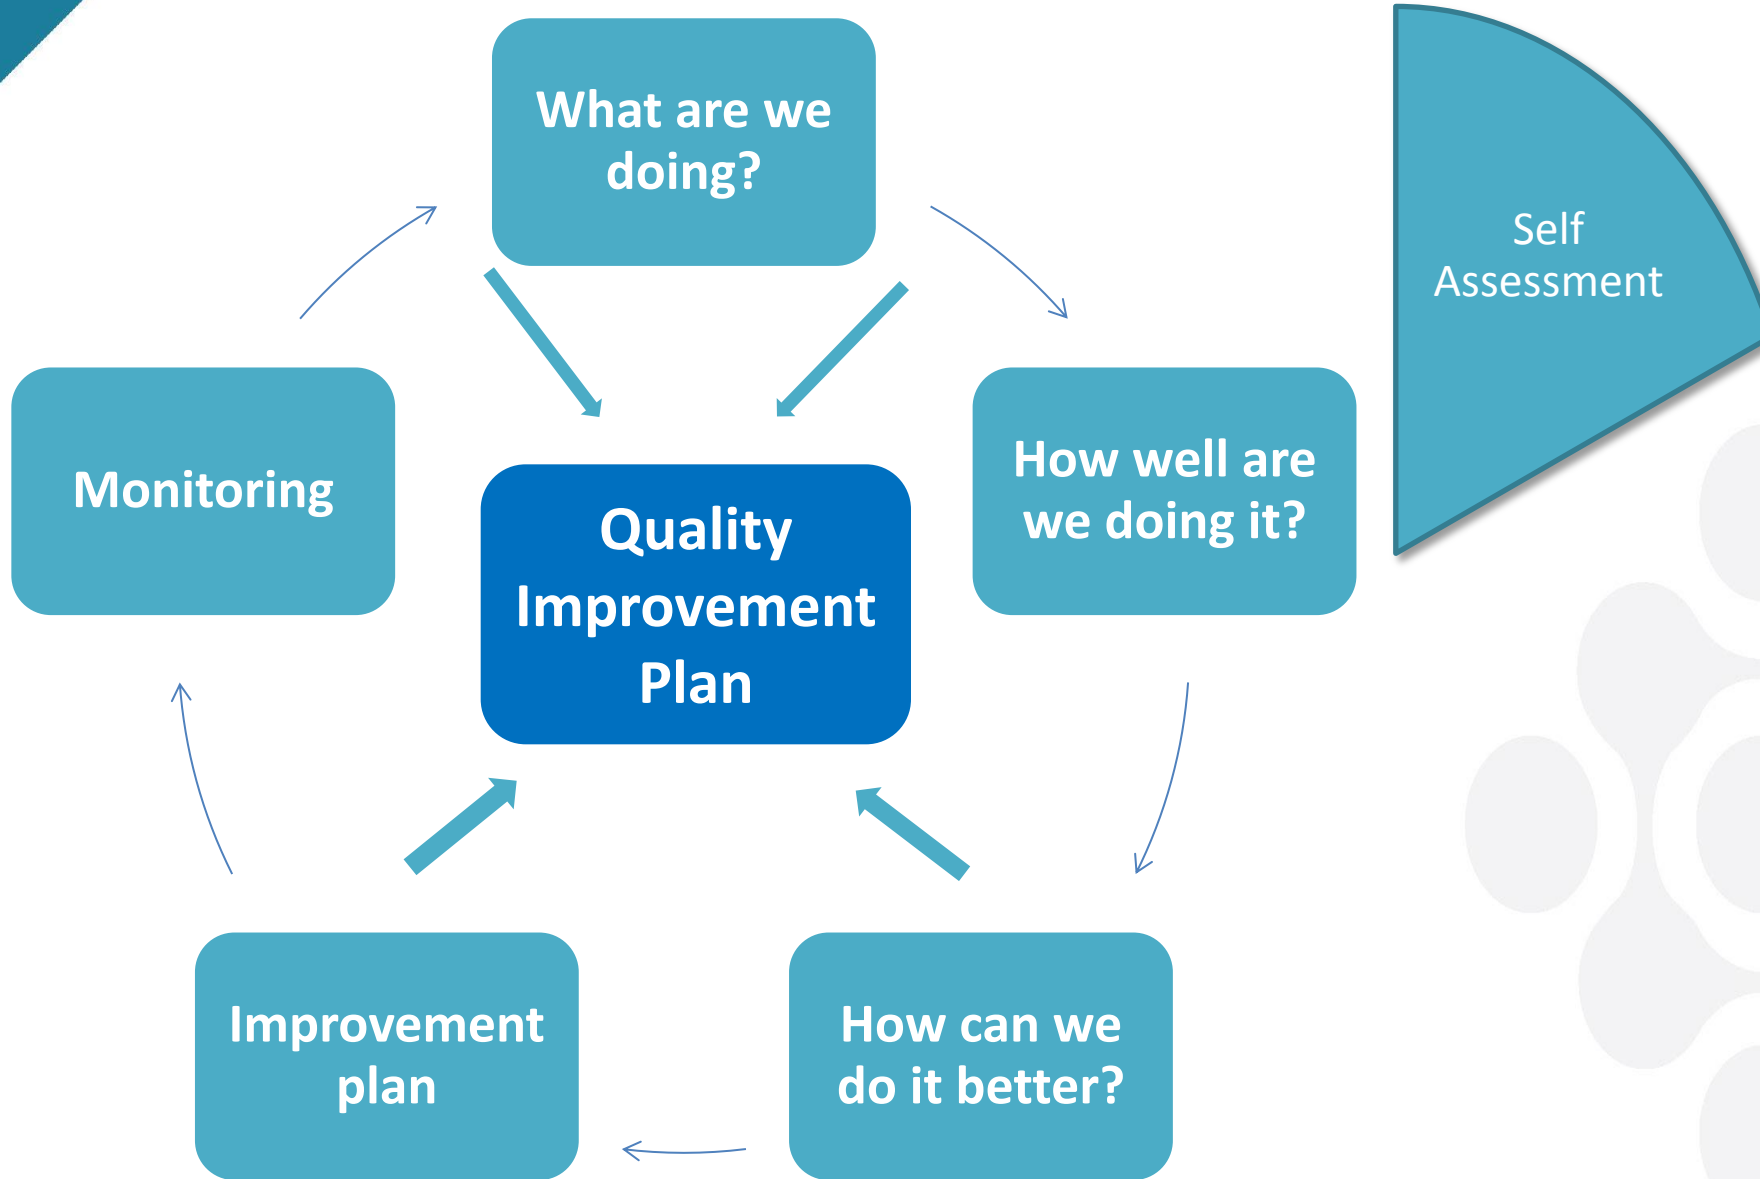 What are we
doing?
Self
Assessment
Monitoring
How well are
we doing it?
Quality
Improvement
Plan
Improvement
plan
How can we
do it better?